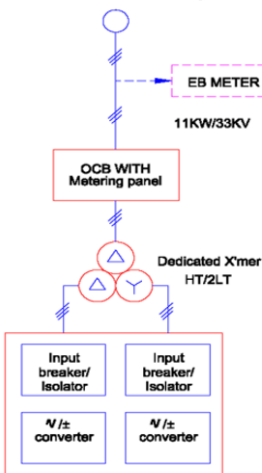 EB METER
11KW/33KV
OCB WITH
Metering panel
Dedicated X'mer
HT/2LT
Input
breaker/
Isolator
Input
breaker/
Isolator
∿/±
converter
∿/±
converter